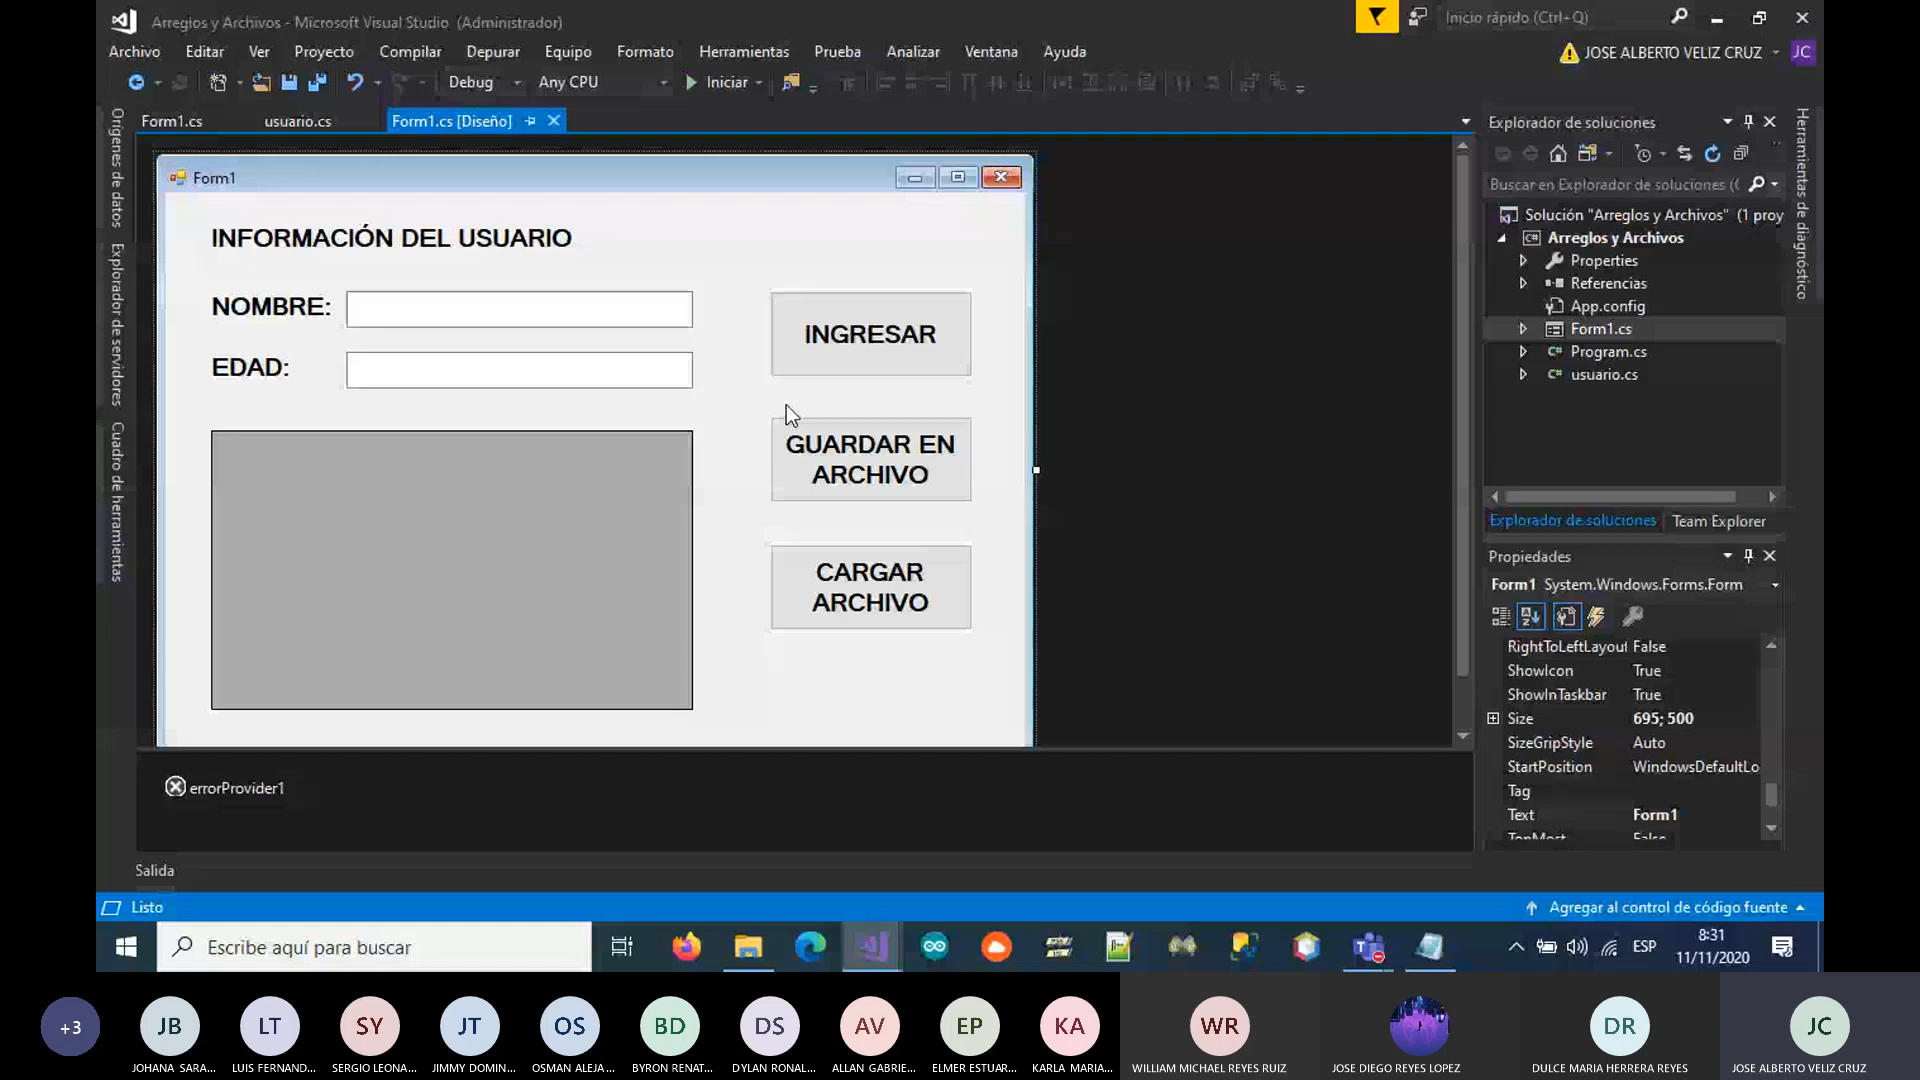 Arreglos y Archivos - Microsoft Visual Studio (Administrador)
Inicio rápido (Ctrl+Q)
Archivo Editar Ver Proyecto Compilar Depurar Equipo Formato Herramientas Prueba Analizar Ventana Ayuda
JOSE ALBERTO VELIZ CRUZ JC
Debug Any CPU Iniciar
Form1.cs usuario.cs Form1.cs [Diseño]
Orígenes de datos
Explorador de servidores
Cuadro de herramientas
Form1
INFORMACIÓN DEL USUARIO
NOMBRE:
EDAD:
INGRESAR
GUARDAR EN
ARCHIVO
CARGAR
ARCHIVO
errorProvider1
Explorador de soluciones
Buscar en Explorador de soluciones (
Solución "Arreglos y Archivos" (1 proy
Arreglos y Archivos
Properties
Referencias
App.config
Form1.cs
Program.cs
usuario.cs
Explorador de soluciones Team Explorer
Herramientas de diagnóstico
Propiedades
Form1 System.Windows.Forms.Form
RightToLeftLayout False
ShowIcon True
ShowInTaskbar True
Size 695; 500
SizeGripStyle Auto
StartPosition WindowsDefaultLo
Tag
Text Form1
TopMost False
Salida
Listo
Agregar al control de código fuente
Escribe aquí para buscar
ESP
8:31
11/11/2020
+3 JB LT SY JT OS BD DS AV EP KA WR J DR JC
JOHANA SARA... LUIS FERNAND... SERGIO LEONA... JIMMY DOMIN... OSMAN ALEJA... BYRON RENAT... DYLAN RONAL... ALLAN GABRIE... ELMER ESTUAR... KARLA MARIA... WILLIAM MICHAEL REYES RUIZ JOSE DIEGO REYES LOPEZ DULCE MARIA HERRERA REYES JOSE ALBERTO VELIZ CRUZ